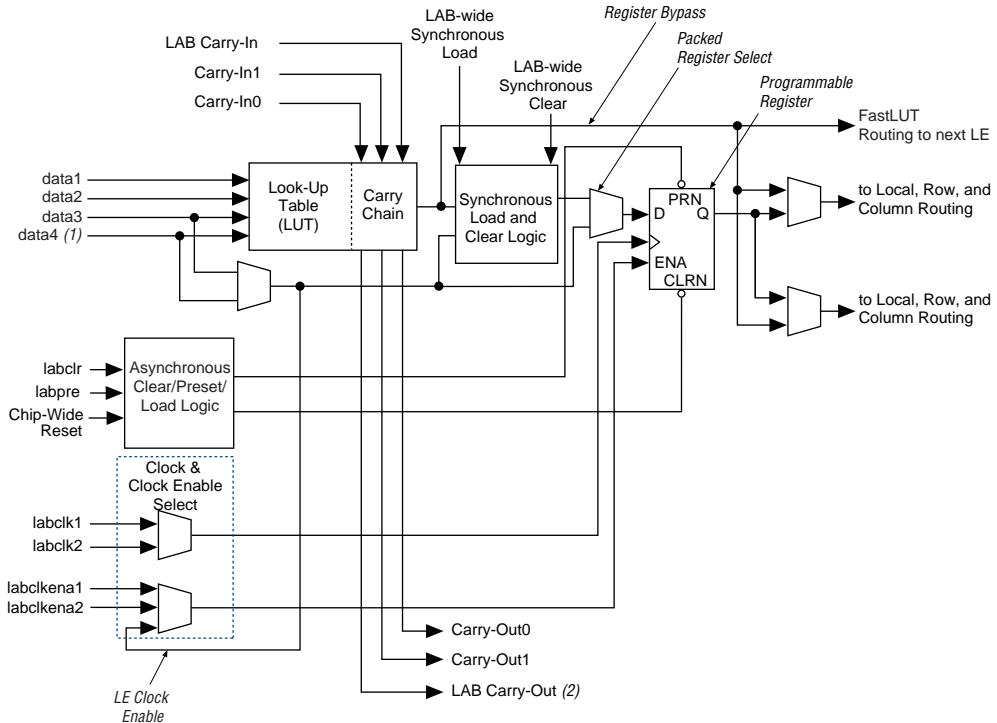 LAB-wide
Synchronous
Load
Register Bypass
Packed
Register Select
LAB Carry-In
Carry-In1
Carry-In0
LAB-wide
Synchronous
Clear
Programmable
Register
FastLUT
Routing to next LE
data1
data2
data3
data4 (1)
Look-Up
Table
(LUT)
Carry
Chain
Synchronous
Load and
Clear Logic
PRN
D
Q
ENA
CLRN
to Local, Row, and
Column Routing
to Local, Row, and
Column Routing
labclr
labpre
Chip-Wide
Reset
Asynchronous
Clear/Preset/
Load Logic
Clock &
Clock Enable
Select
labclk1
labclk2
labclkena1
labclkena2
Carry-Out0
Carry-Out1
LAB Carry-Out (2)
LE Clock
Enable